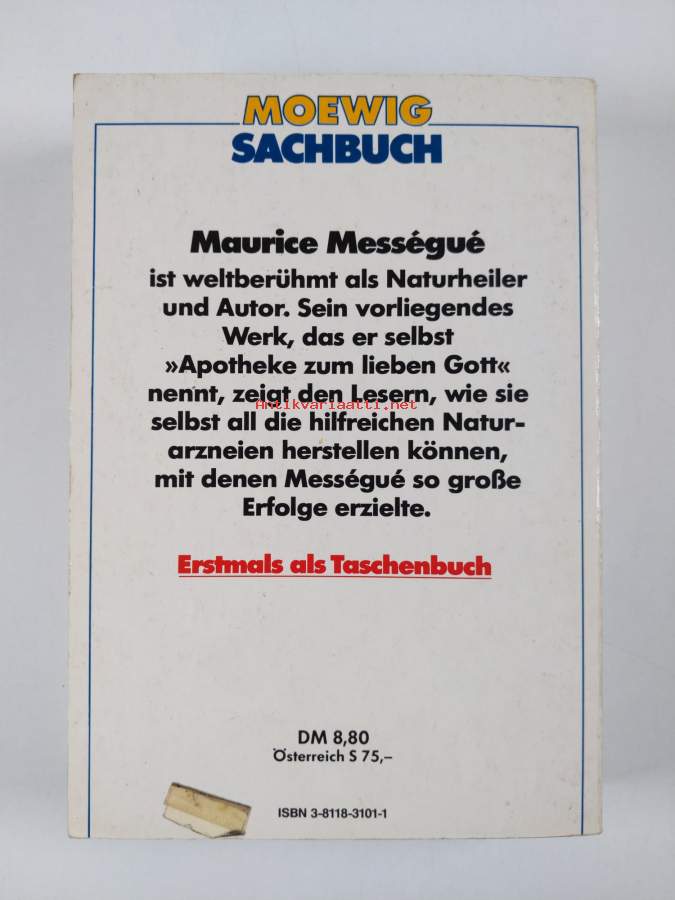 MOEWIG
SACHBUCH
Maurice Mességué
ist weltberühmt als Naturheiler
und Autor. Sein vorliegendes
Werk, das er selbst
»Apotheke zum lieben Gott«
nennt, zeigt den Lesern, wie sie
Antikvariaatti.net
selbst all die hilfreichen Natur-
arzneien herstellen können,
mit denen Mességué so große
Erfolge erzielte.
Erstmals als Taschenbuch
DM 8,80
Österreich S 75,–
ISBN 3-8118-3101-1